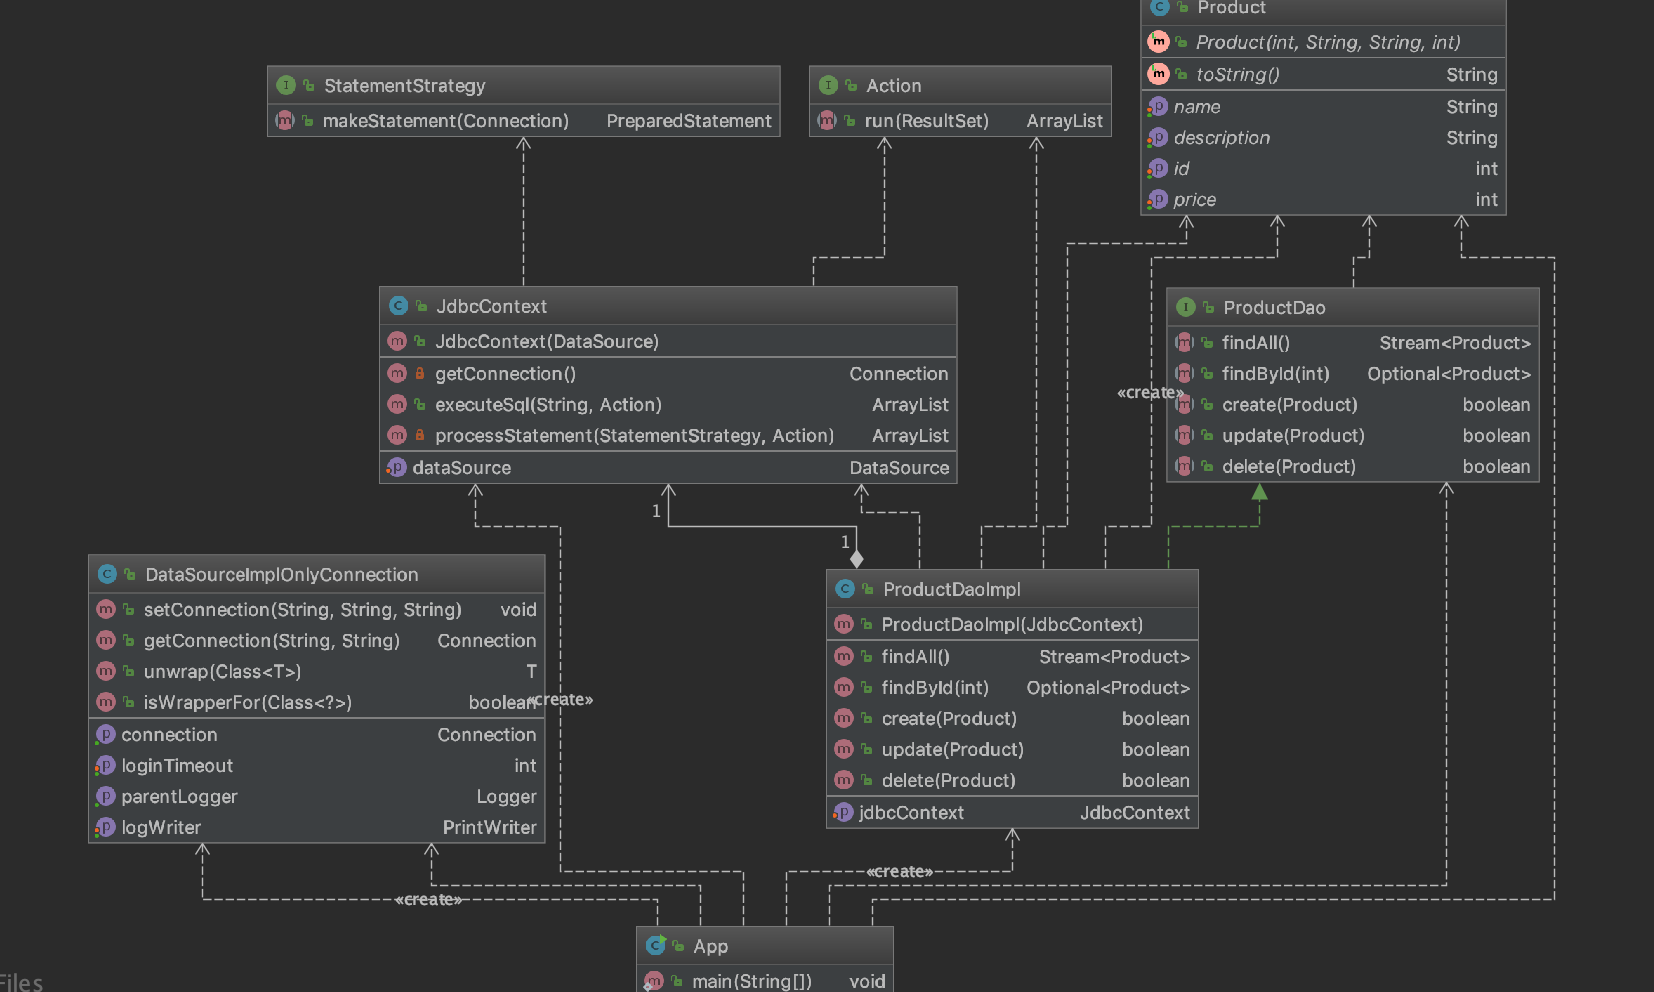 Product
Product(int, String, String, int)
toString() String
name String
description String
id int
price int
StatementStrategy
makeStatement(Connection) PreparedStatement
Action
run(ResultSet) ArrayList
JdbcContext
JdbcContext(DataSource)
getConnection() Connection
executeSql(String, Action) ArrayList
processStatement(StatementStrategy, Action) ArrayList
dataSource DataSource
ProductDao
findAll() Stream<Product>
findById(int) Optional<Product>
create(Product) boolean
update(Product) boolean
delete(Product) boolean
«create»
1
1
DataSourceImplOnlyConnection
setConnection(String, String, String) void
getConnection(String, String) Connection
unwrap(Class<T>) T
isWrapperFor(Class<?>) boolean
connection Connection
loginTimeout int
parentLogger Logger
logWriter PrintWriter
«create»
ProductDaoImpl
ProductDaoImpl(JdbcContext)
findAll() Stream<Product>
findById(int) Optional<Product>
create(Product) boolean
update(Product) boolean
delete(Product) boolean
jdbcContext JdbcContext
«create»
«create»
App
main(String[]) void
Files